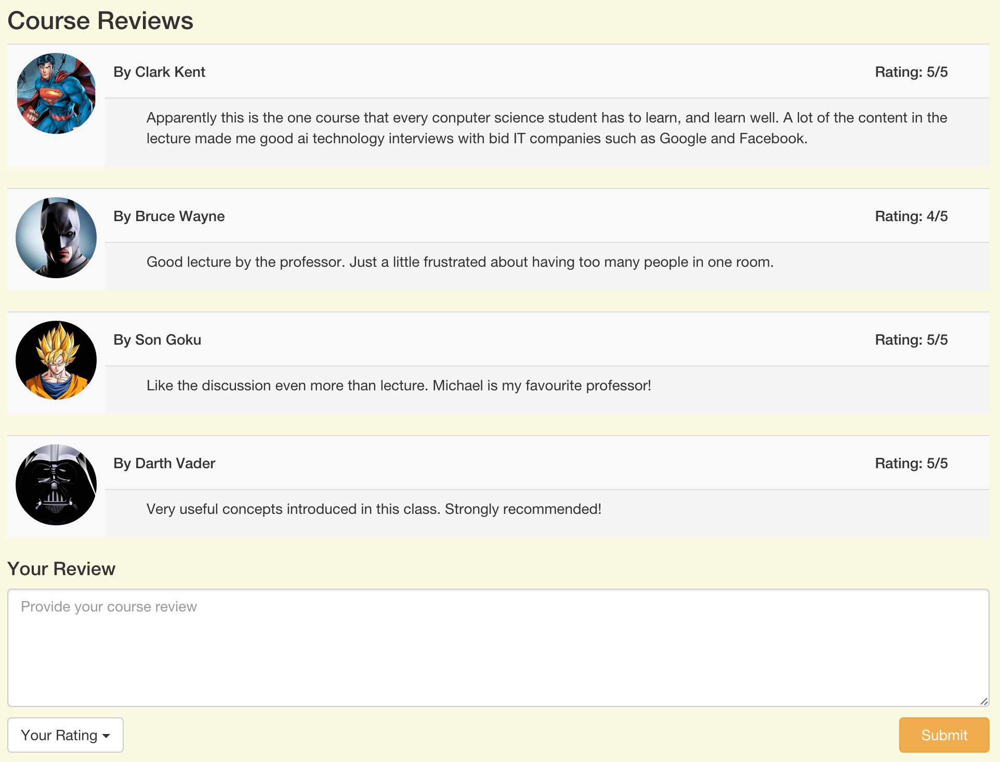 Course Reviews
By Clark Kent
Rating: 5/5
Apparently this is the one course that every conputer science student has to learn, and learn well. A lot of the content in the
lecture made me good ai technology interviews with bid IT companies such as Google and Facebook.
By Bruce Wayne
Rating: 4/5
Good lecture by the professor. Just a little frustrated about having too many people in one room.
By Son Goku
Rating: 5/5
Like the discussion even more than lecture. Michael is my favourite professor!
By Darth Vader
Rating: 5/5
Very useful concepts introduced in this class. Strongly recommended!
Your Review
Provide your course review
Your Rating
Submit